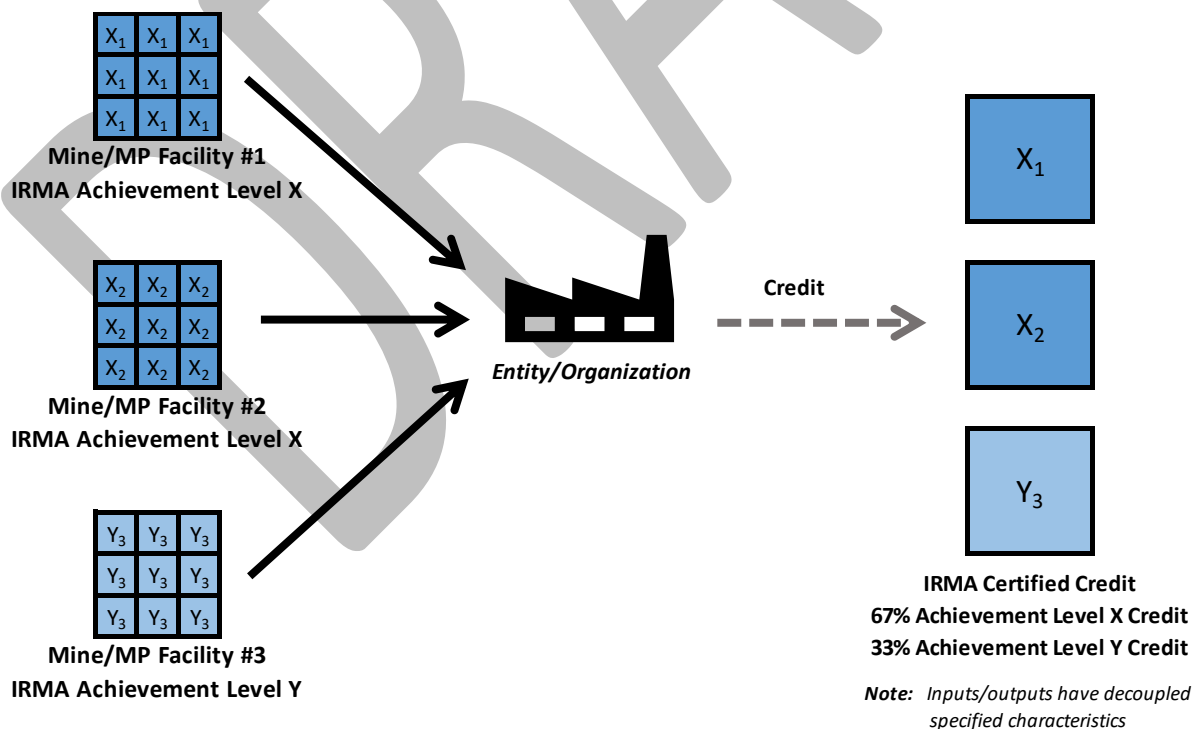 X₁ X₁ X₁
X₁ X₁ X₁
X₁ X₁ X₁
Mine/MP Facility #1
IRMA Achievement Level X
X₂ X₂ X₂
X₂ X₂ X₂
X₂ X₂ X₂
Mine/MP Facility #2
IRMA Achievement Level X
Y₃ Y₃ Y₃
Y₃ Y₃ Y₃
Y₃ Y₃ Y₃
Mine/MP Facility #3
IRMA Achievement Level Y
Entity/Organization
Credit
X₁
X₂
Y₃
IRMA Certified Credit
67% Achievement Level X Credit
33% Achievement Level Y Credit
Note: Inputs/outputs have decoupled
specified characteristics